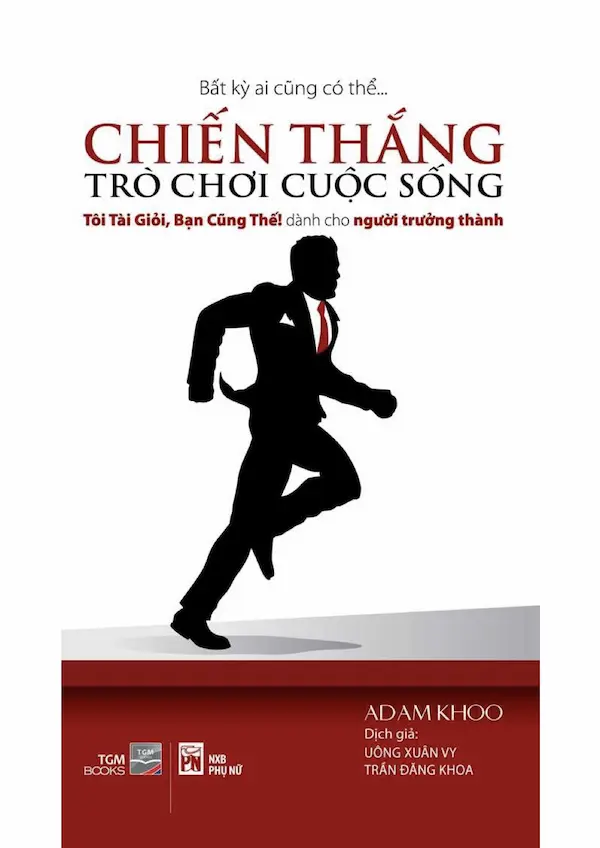 Bất kỳ ai cũng có thể...
CHIẾN THẮNG
TRÒ CHƠI CUỘC SỐNG
Tôi Tài Giỏi, Bạn Cũng Thế! dành cho người trưởng thành
ADAM KHOO
Dịch giả:
UÔNG XUÂN VY
TRẦN ĐĂNG KHOA
TGM
BOOKS
TGM
PN
NXB
PHỤ NỮ